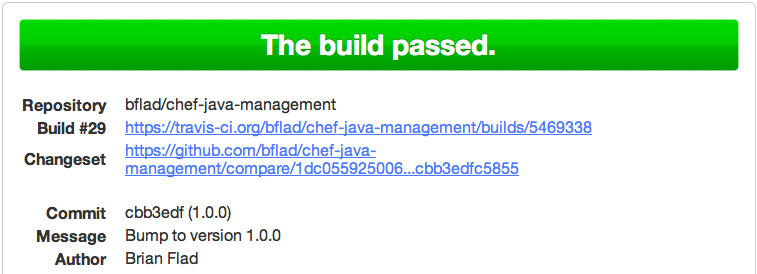 The build passed.
Repository bflad/chef-java-management
Build #29 https://travis-ci.org/bflad/chef-java-management/builds/5469338
Changeset https://github.com/bflad/chef-java-
management/compare/1dc055925006...cbb3edfc5855
Commit cbb3edf (1.0.0)
Message Bump to version 1.0.0
Author Brian Flad